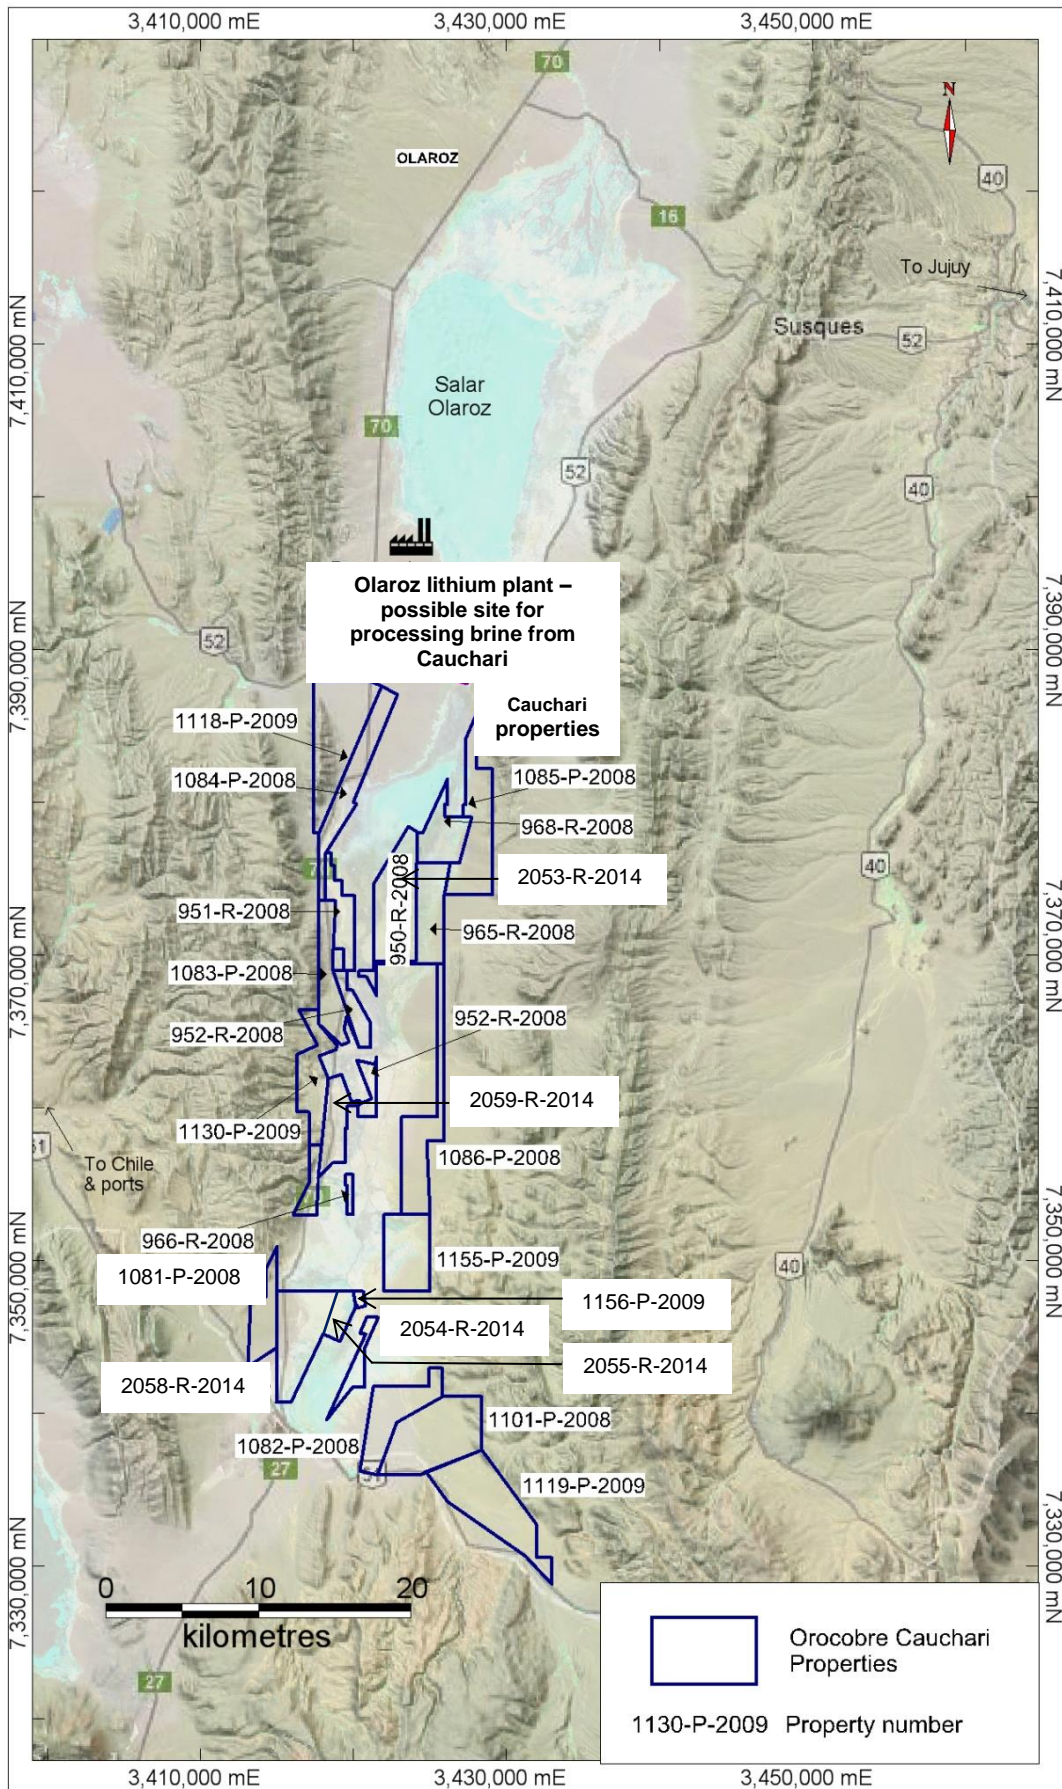 3,410,000 mE
3,430,000 mE
3,450,000 mE
70
N
OLAROZ
40
16
To Jujuy
7,410,000 mN
7,410,000 mN
Susques
52
Salar
Olaroz
70
52
40
Olaroz lithium plant –
possible site for
processing brine from
Cauchari
7,390,000 mN
7,390,000 mN
52
Cauchari
properties
1118-P-2009
1084-P-2008
1085-P-2008
968-R-2008
40
2053-R-2014
950-R-2008
951-R-2008
965-R-2008
1083-P-2008
7,370,000 mN
7,370,000 mN
952-R-2008
952-R-2008
2059-R-2014
1130-P-2009
1086-P-2008
To Chile
& ports
966-R-2008
1155-P-2009
7,350,000 mN
7,350,000 mN
1081-P-2008
40
1156-P-2009
2054-R-2014
2055-R-2014
2058-R-2014
1101-P-2008
1082-P-2008
27
1119-P-2009
7,330,000 mN
7,330,000 mN
0 10 20
kilometres
27
Orocobre Cauchari
Properties
1130-P-2009 Property number
3,410,000 mE
3,430,000 mE
3,450,000 mE